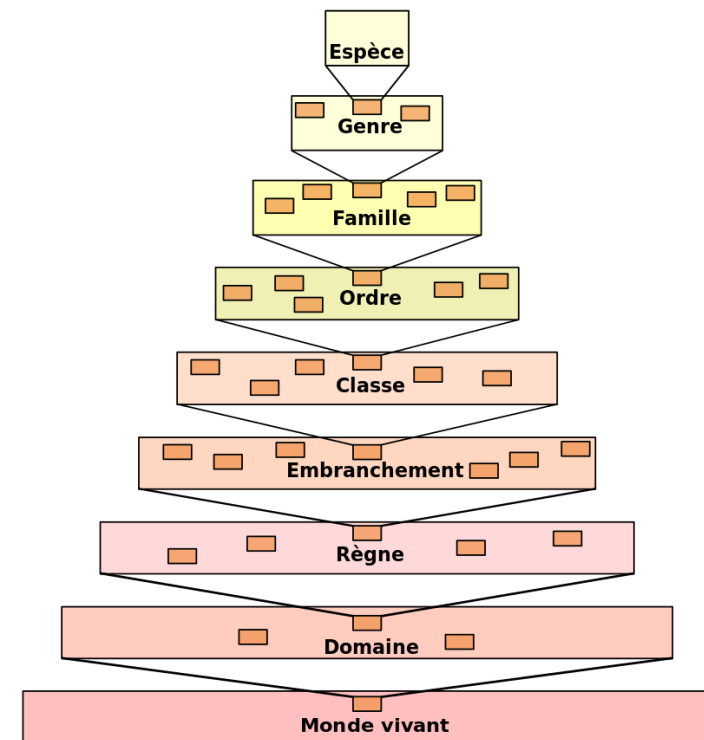 Espèce
Genre
Famille
Ordre
Classe
Embranchement
Règne
Domaine
Monde vivant